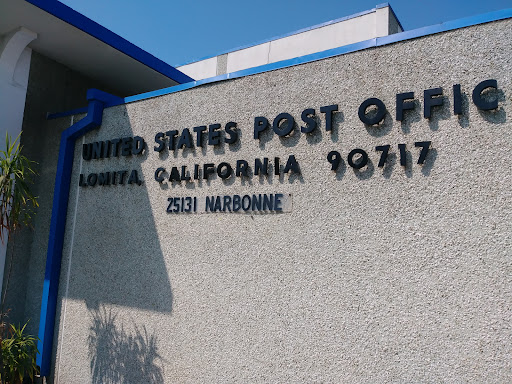 UNITED STATES POST OFFIC
LOMITA, CALIFORNIA 90717
25131 NARBONNE